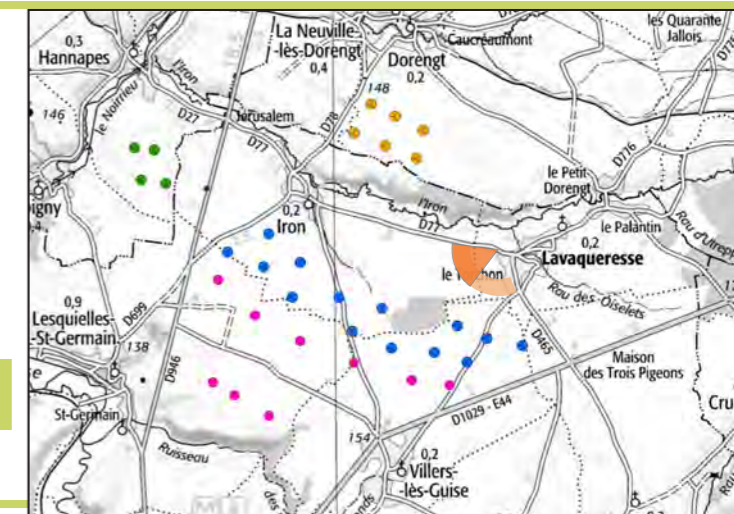 0,3
Hannapes
146
le Noirrieu
l'Iron
D27
Jérusalem
D77
D78
La Neuville-
-lès-Dorengt
0,4
Dorengt
0,2
148
Caucréaumont
les Quarante
Jallois
D776
D776
le Petit
Dorengt
l'Iron
D77
0,2
Iron
le Palantin
0,2
Lavaqueresse
Rau des Oiselets
0,9
Lesquielles-
-St-Germain
138
D699
D946
St-Germain
Ruisseau
154
D465
Maison
des Trois Pigeons
D1029 - E44
0,2
Villers-
-lès-Guise